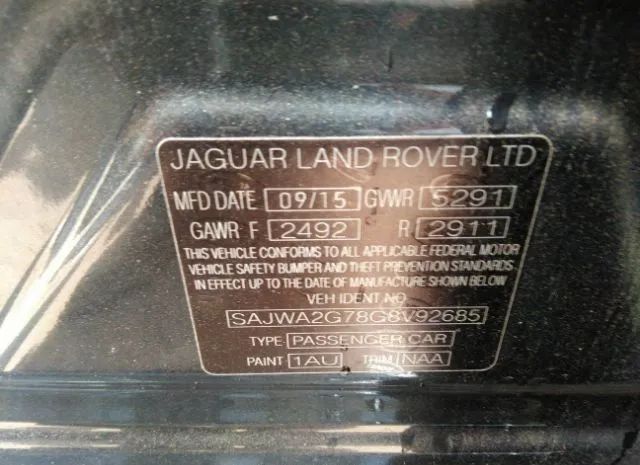 JAGUAR LAND ROVER LTD
MFD DATE 09/15 GVWR 5291
GAWR F 2492 R 2911
THIS VEHICLE CONFORMS TO ALL APPLICABLE FEDERAL MOTOR
VEHICLE SAFETY BUMPER AND THEFT PREVENTION STANDARDS
IN EFFECT UP TO THE DATE OF MANUFACTURE SHOWN BELOW
VEH IDENT NO.
SAJWA2G78G8V92685
TYPE PASSENGER CAR
PAINT 1AU TRIM NAA